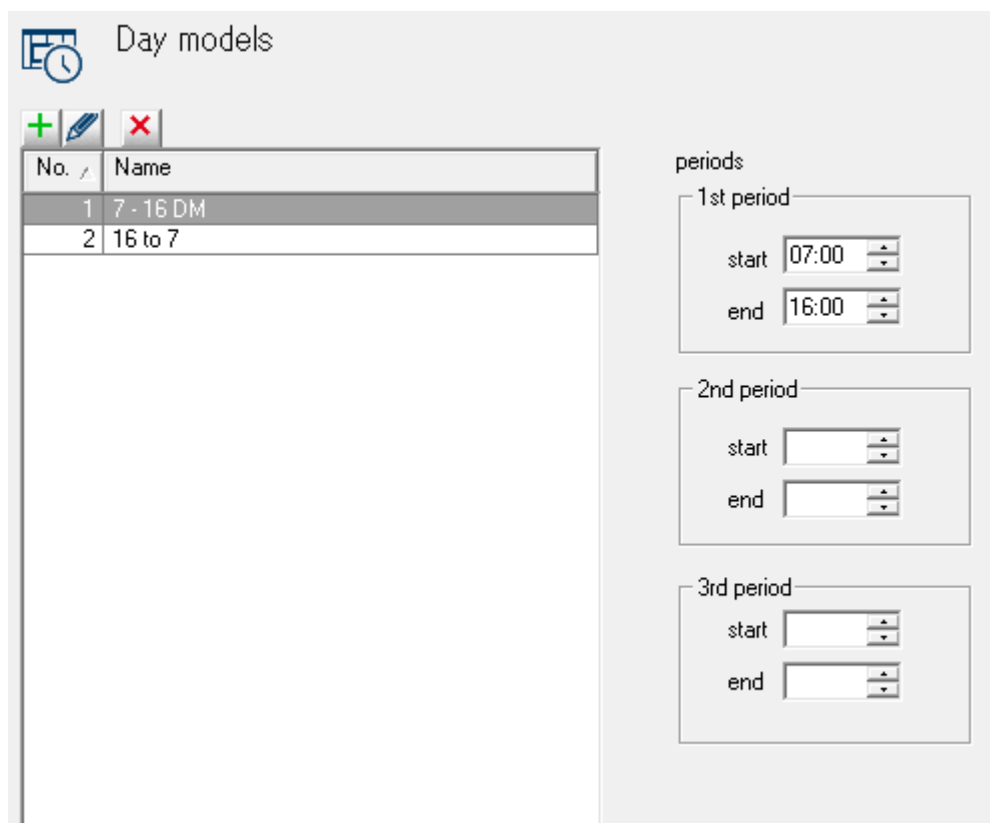 Day models
No. Name
1 7 - 16 DM
2 16 to 7
periods
1st period
start 07:00
end 16:00
2nd period
start
end
3rd period
start
end